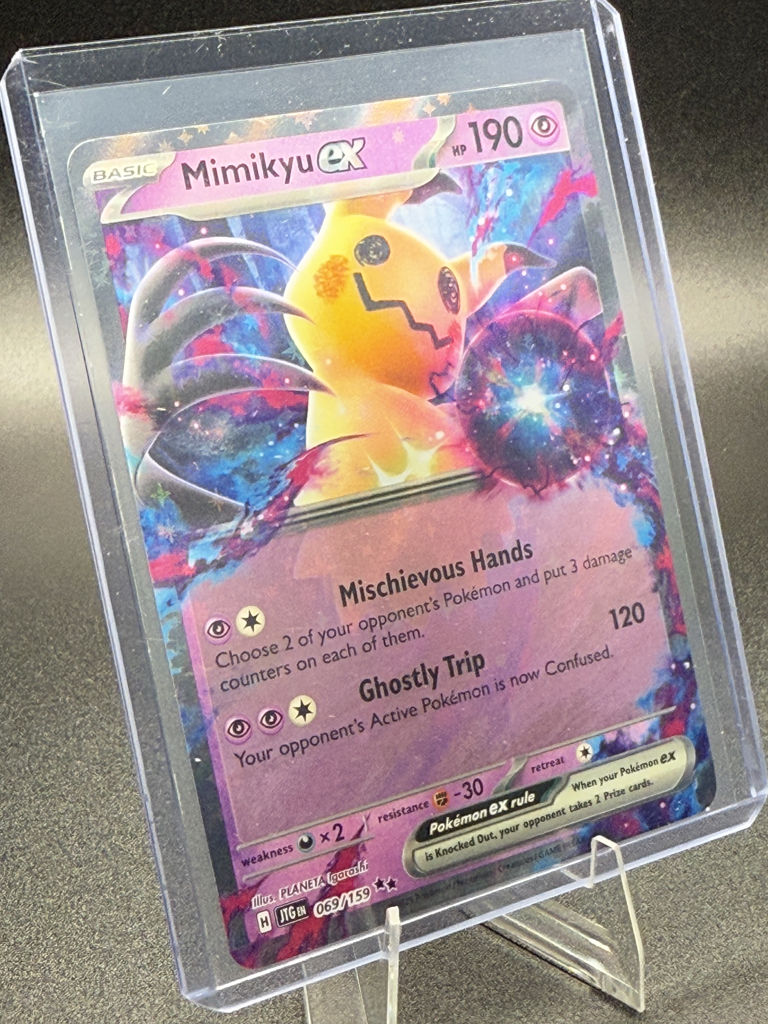 BASIC Mimikyu ex HP 190
Mischievous Hands
Choose 2 of your opponent's Pokémon and put 3 damage
counters on each of them.
Ghostly Trip 120
Your opponent's Active Pokémon is now Confused.
weakness ×2 resistance -30 retreat
Pokémon ex rule When your Pokémon ex
is Knocked Out, your opponent takes 2 Prize cards.
Illus. PLANETA Igarashi
H JTG EN 069/159